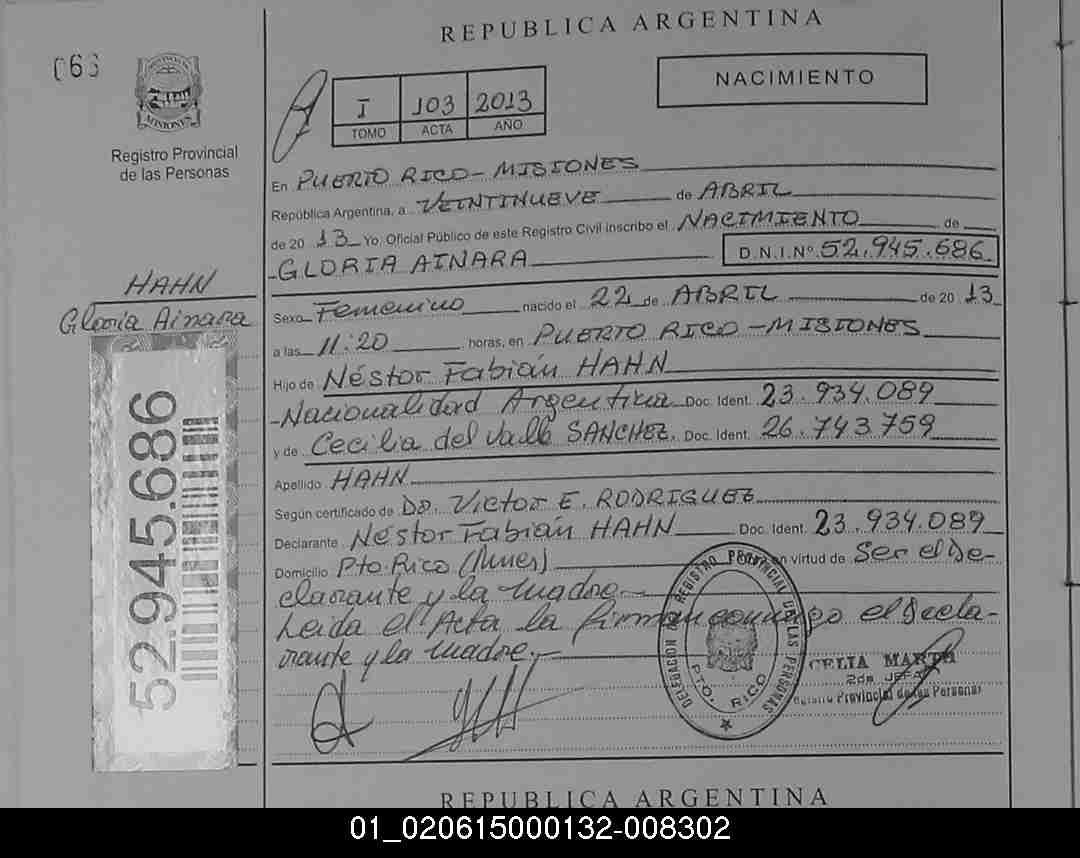 REPUBLICA ARGENTINA
066
I 103 2013
TOMO ACTA AÑO
NACIMIENTO
PROVINCIA DE
MISIONES
Registro Provincial
de las Personas
En PUERTO RICO - MISIONES
República Argentina, a VEINTINUEVE de ABRIL
de 20 13 Yo, Oficial Público de este Registro Civil inscribo el NACIMIENTO de
- GLORIA AINARA D.N.I. Nº 52.945.686
HAHN
Gloria Ainara
52.945.686
Sexo Femenino nacido el 22 de ABRIL de 20 13
a las 11:20 horas, en PUERTO RICO - MISIONES
Hijo de Néstor Fabián HAHN
- Nacionalidad Argentina Doc. Ident. 23.934.089
y de Cecilia del Valle SANCHEZ. Doc. Ident. 26.743.759
Apellido HAHN
Según certificado de Dr. Victor E. RODRIGUEZ
Declarante Néstor Fabián HAHN Doc. Ident. 23.934.089
Domicilio Pto. Rico (Mnes) en virtud de Ser el De-
clarante y la madre
Leida el Acta la firman conmigo el Decla-
rante y la madre.
DELEGACION REGISTRO PROVINCIAL DE LAS PERSONAS
PTO. RICO
CELIA MARTA
2da JEFA
Registro Provincial de las Personas
REPUBLICA ARGENTINA
01_020615000132-008302